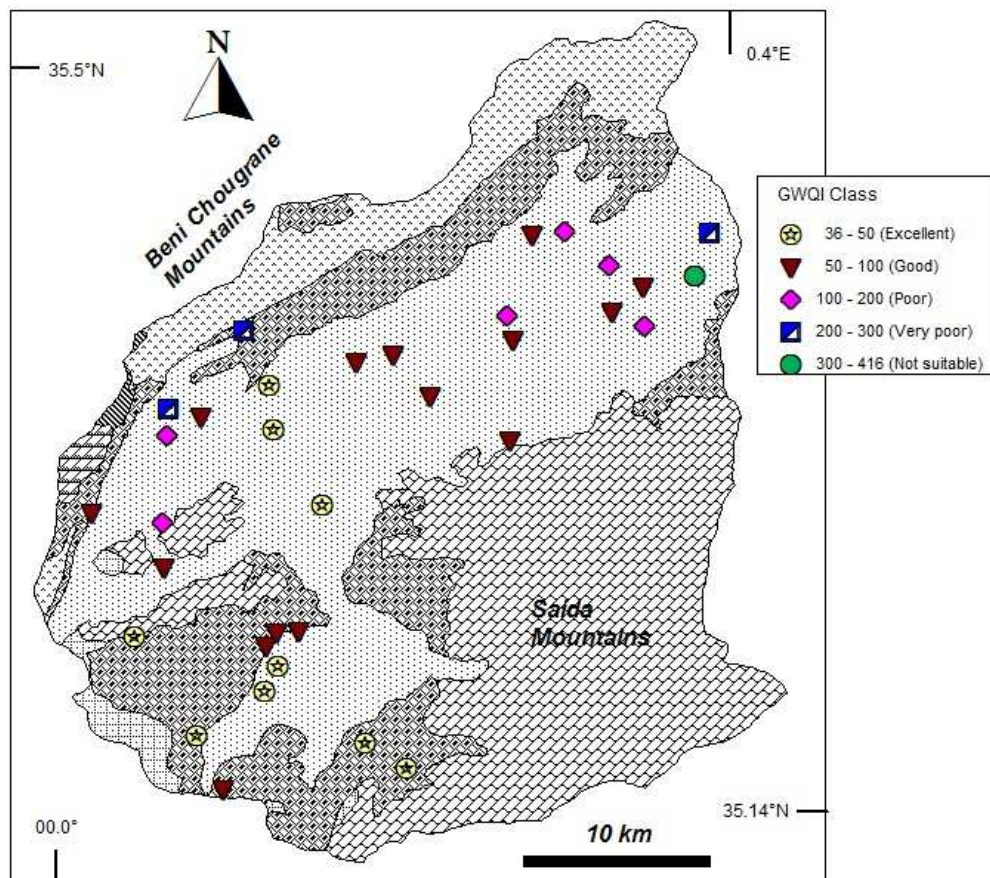 N
35.5°N
0.4°E
Beni Chougrane
Mountains
GWQI Class
36 - 50 (Excellent)
50 - 100 (Good)
100 - 200 (Poor)
200 - 300 (Very poor)
300 - 416 (Not suitable)
Saida
Mountains
35.14°N
00.0°
10 km